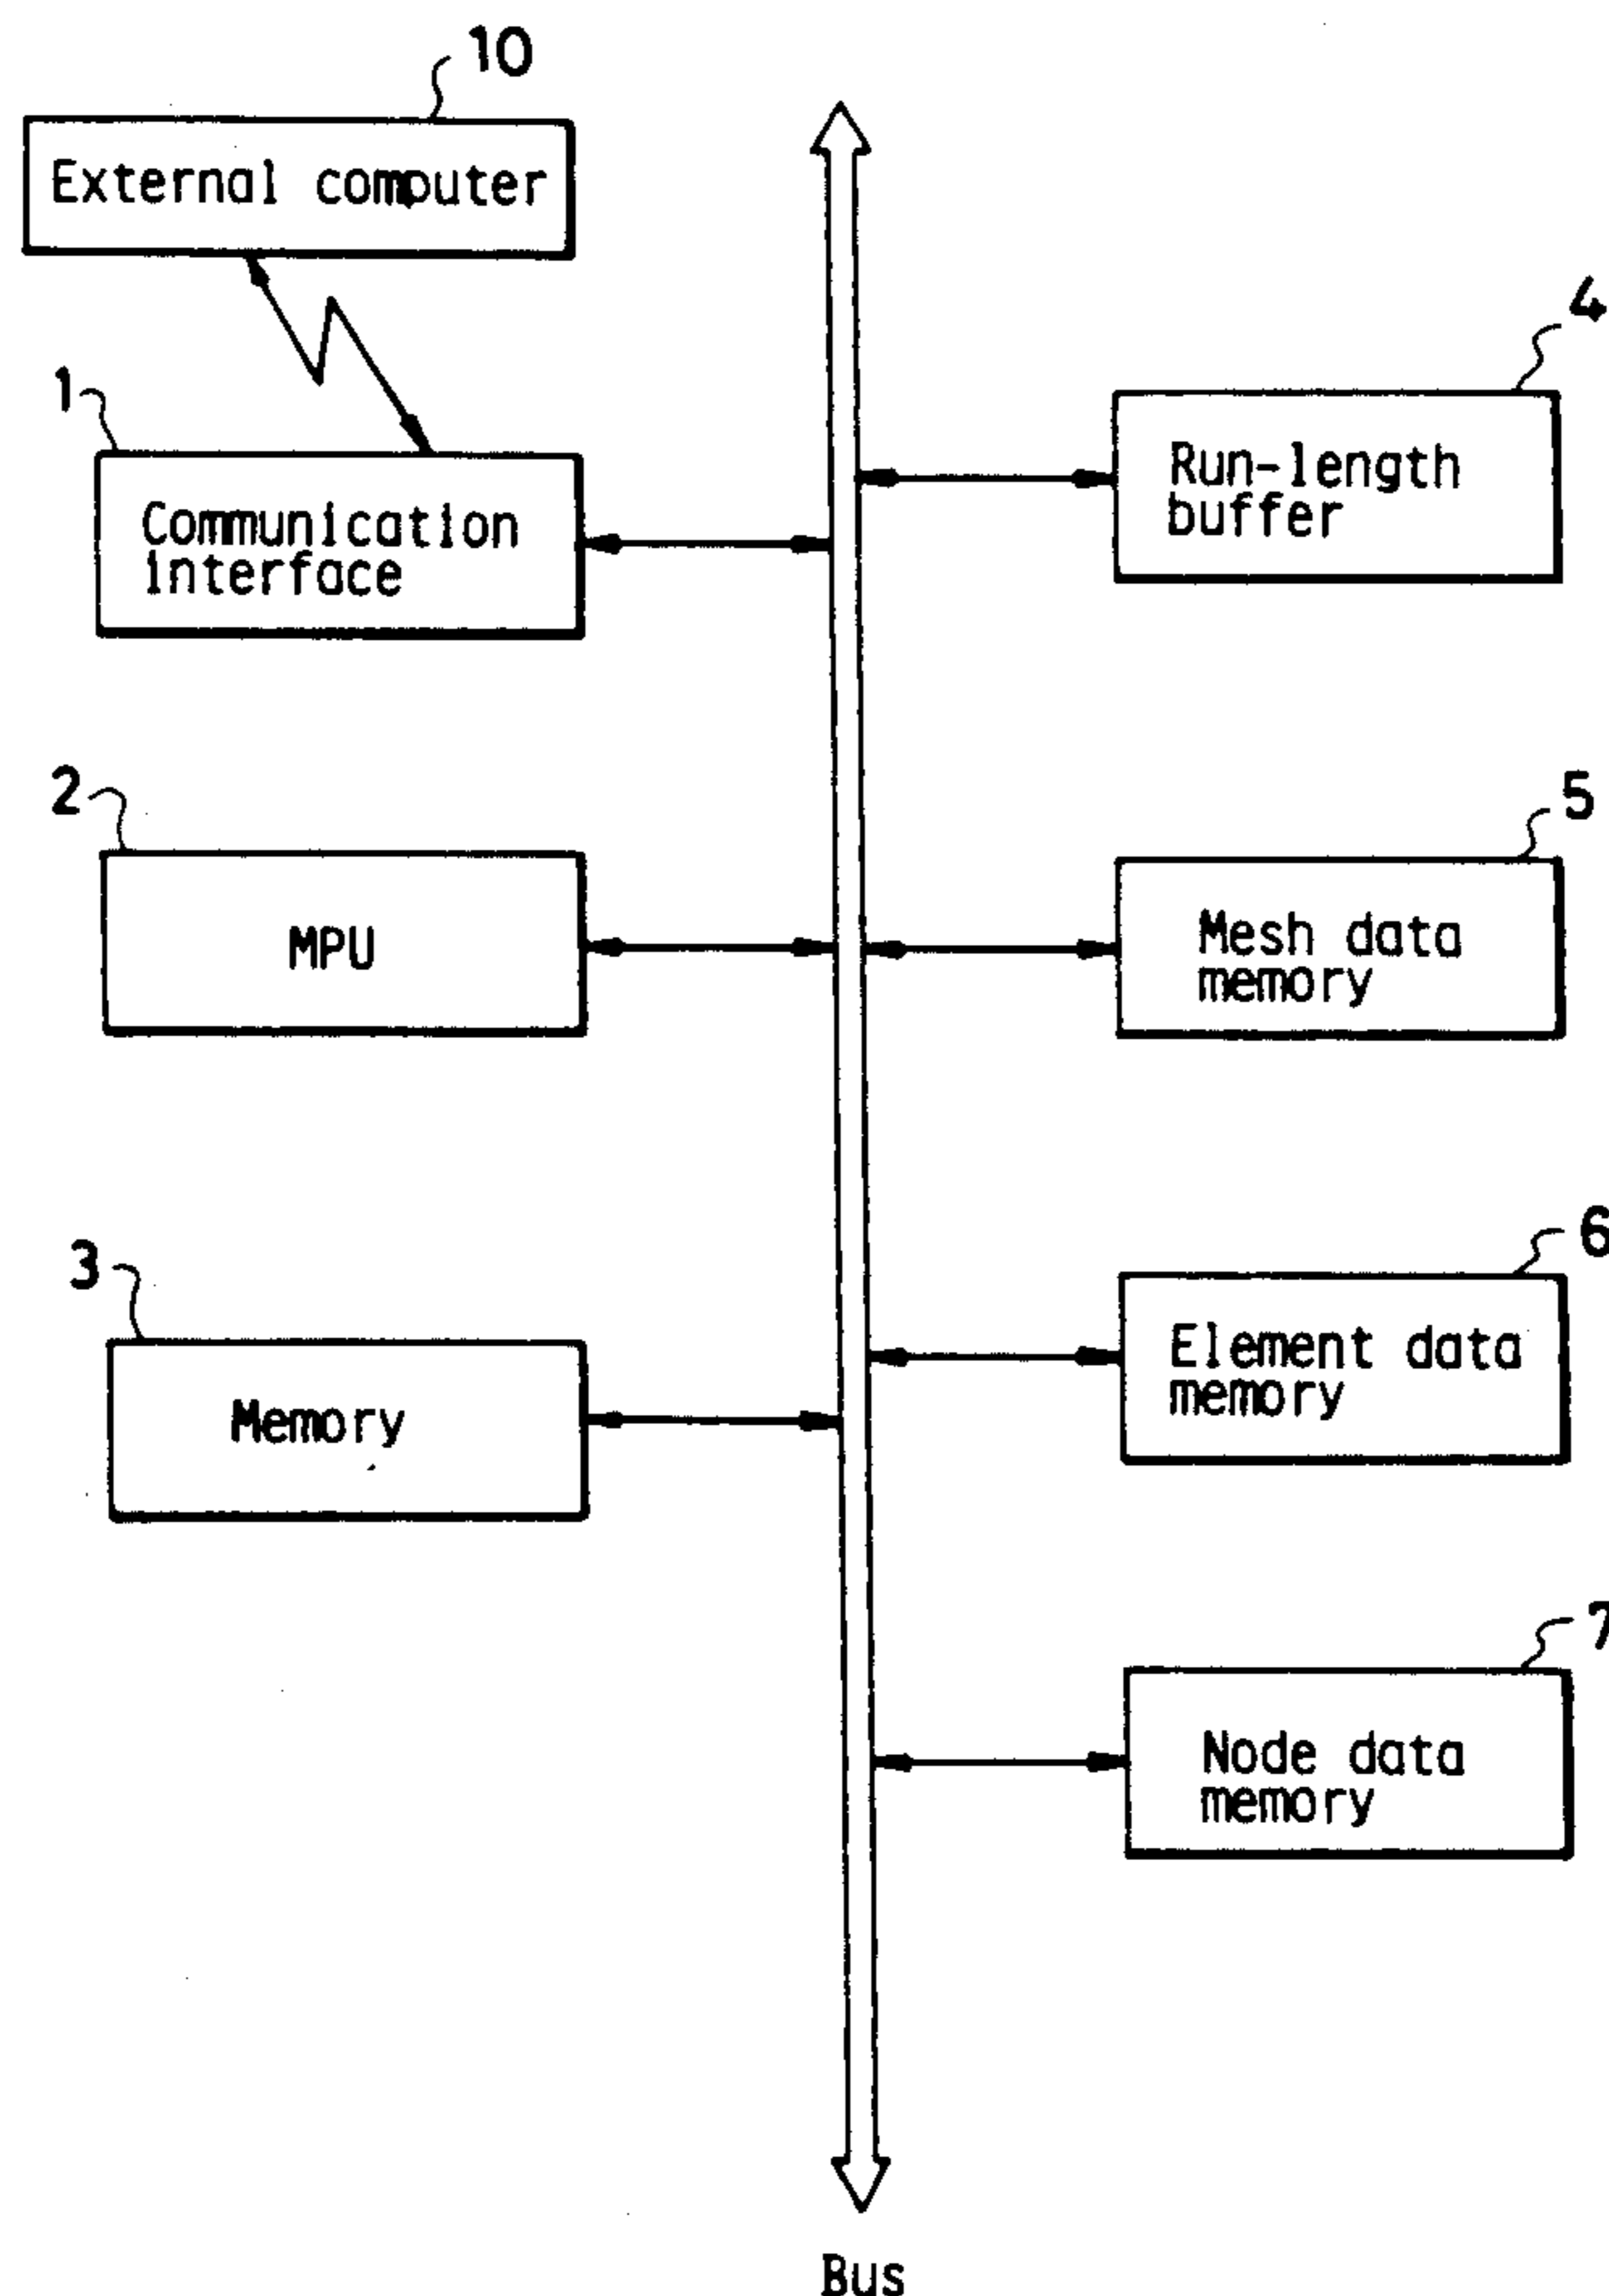 10
External computer
1
Communication
interface
2
MPU
3
Memory
4
Run-length
buffer
5
Mesh data
memory
6
Element data
memory
7
Node data
memory
Bus